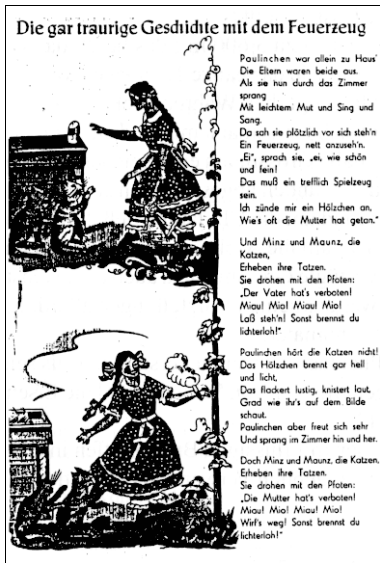 Die gar traurige Geschichte mit dem Feuerzeug
Paulinchen war allein zu Haus'
Die Eltern waren beide aus.
Als sie nun durch das Zimmer
sprang
Mit leichtem Mut und Sing und
Sang.
Da sah sie plötzlich vor sich steh'n
Ein Feuerzeug, nett anzuseh'n.
„Ei“, sprach sie, „ei, wie schön
und fein!
Das muß ein trefflich Spielzeug
sein.
Ich zünde mir ein Hölzchen an,
Wie's oft die Mutter hat getan.“
Und Minz und Maunz, die
Katzen,
Erheben ihre Tatzen.
Sie drohen mit den Pfoten:
„Der Vater hat's verboten!
Miau! Mio! Miau! Mio!
Laß steh'n! Sonst brennst du
lichterloh!“
Paulinchen hört die Katzen nicht!
Das Hölzchen brennt gar hell
und licht,
Das flackert lustig, knistert laut,
Grad wie ihr's auf dem Bilde
schaut.
Paulinchen aber freut sich sehr
Und sprang im Zimmer hin und her.
Doch Minz und Maunz, die Katzen,
Erheben ihre Tatzen.
Sie drohen mit den Pfoten:
„Die Mutter hat's verboten!
Miau! Mio! Miau! Mio!
Wirf's weg! Sonst brennst du
lichterloh!“